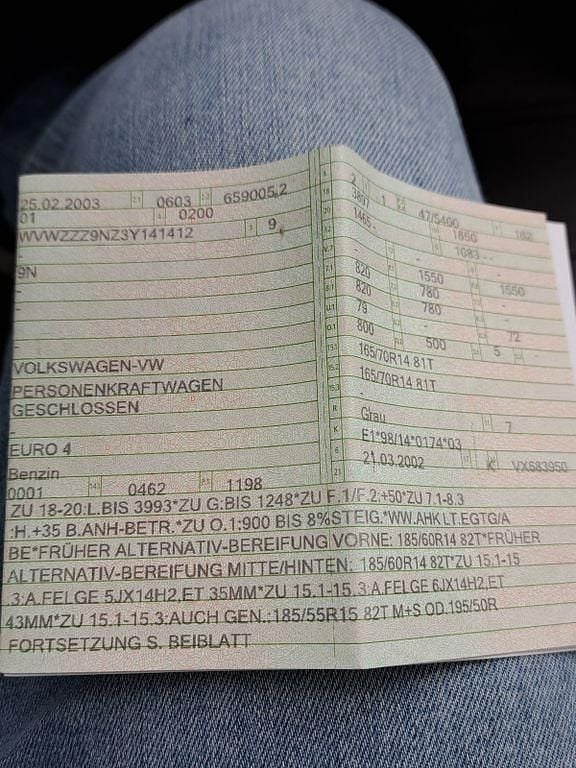 25.02.2003 0603 659005 2
01 0200
WVWZZZ9NZ3Y141412 9
-
9N
-
-
-
-
VOLKSWAGEN-VW
PERSONENKRAFTWAGEN
GESCHLOSSEN
-
EURO 4
Benzin
0001 0462 1198
2 1 47/5400 162
3897 1650
1465 - 1083 - -
- - -
820 1550 1550
820 780 -
79 780 -
800 500 72
165/70R14 81T 5 -
165/70R14 81T
-
Grau 7
E1*98/14*0174*03
21.03.2002 K VX683950
ZU 18-20:L.BIS 3993*ZU G:BIS 1248*ZU F.1/F.2:+50*ZU 7.1-8.3
:H.+35 B.ANH-BETR.*ZU O.1:900 BIS 8%STEIG.*WW.AHK LT.EGTG/A
BE*FRÜHER ALTERNATIV-BEREIFUNG VORNE: 185/60R14 82T*FRÜHER
ALTERNATIV-BEREIFUNG MITTE/HINTEN: 185/60R14 82T*ZU 15.1-15
.3:A.FELGE 5JX14H2,ET 35MM*ZU 15.1-15.3:A.FELGE 6JX14H2,ET
43MM*ZU 15.1-15.3:AUCH GEN.:185/55R15 82T M+S OD.195/50R
FORTSETZUNG S. BEIBLATT